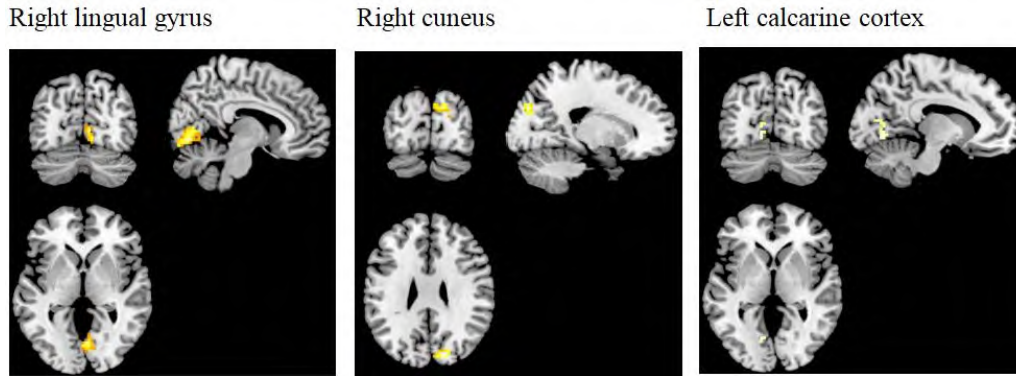 Right lingual gyrus
Right cuneus
Left calcarine cortex